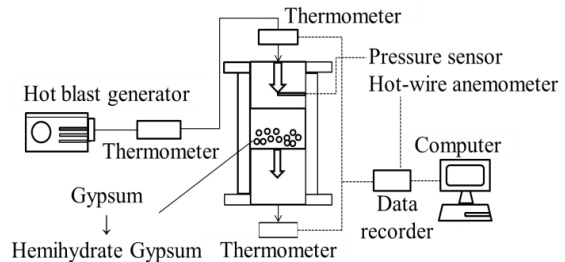 Thermometer
Pressure sensor
Hot-wire anemometer
Hot blast generator
Thermometer
Computer
Gypsum
↓
Hemihydrate Gypsum
Thermometer
Data
recorder